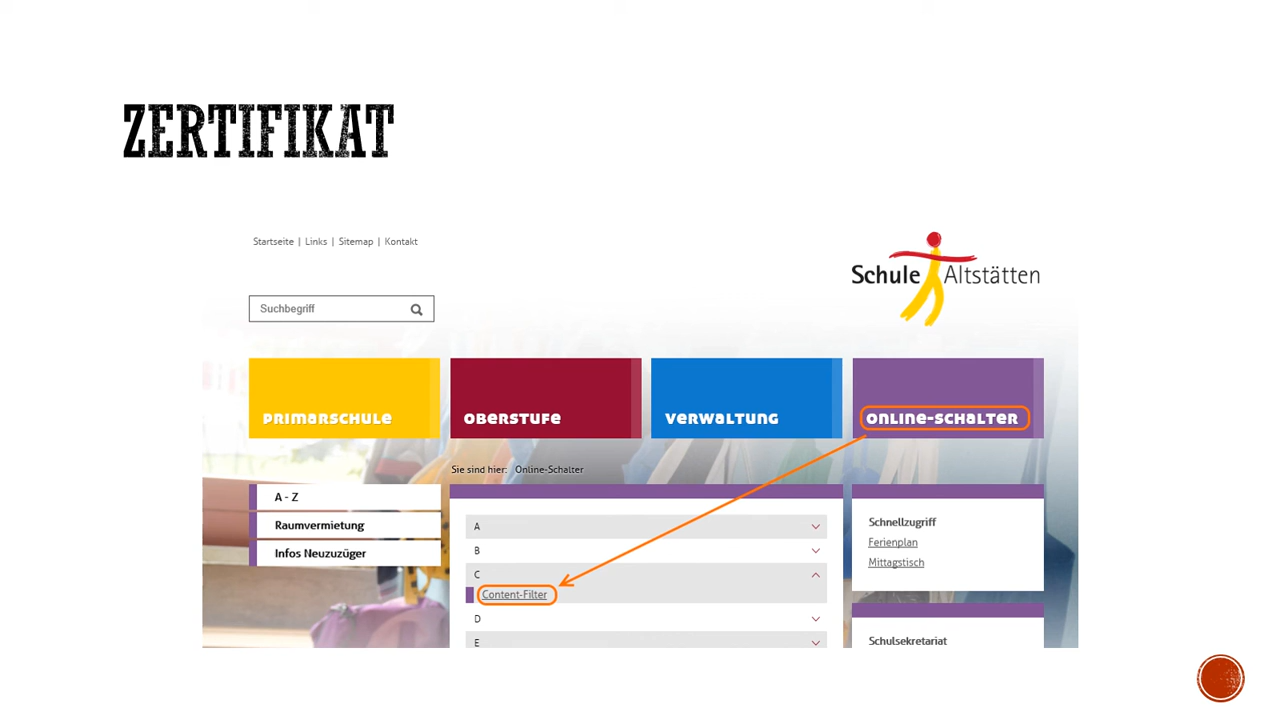 ZERTIFIKAT
Startseite | Links | Sitemap | Kontakt
Schule Altstätten
Suchbegriff
PRIMARSCHULE
OBERSTUFE
VERWALTUNG
ONLINE-SCHALTER
Sie sind hier: Online-Schalter
A - Z
Raumvermietung
Infos Neuzuzüger
A
B
C
Content-Filter
D
E
Schnellzugriff
Ferienplan
Mittagstisch
Schulsekretariat